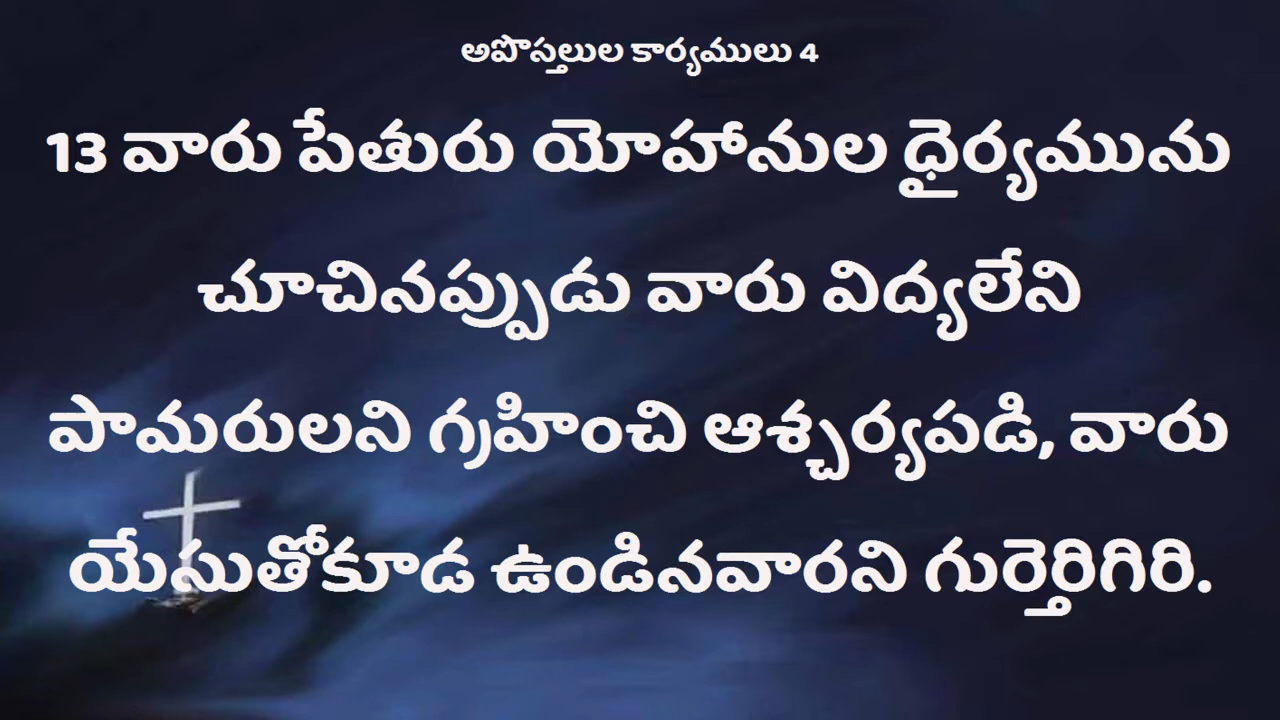 అపొస్తలుల కార్యములు 4
13 వారు పేతురు యోహానుల ధైర్యమును
చూచినప్పుడు వారు విద్యలేని
పామరులని గ్రహించి ఆశ్చర్యపడి, వారు
యేసుతోకూడ ఉండినవారని గుర్తెరిగిరి.